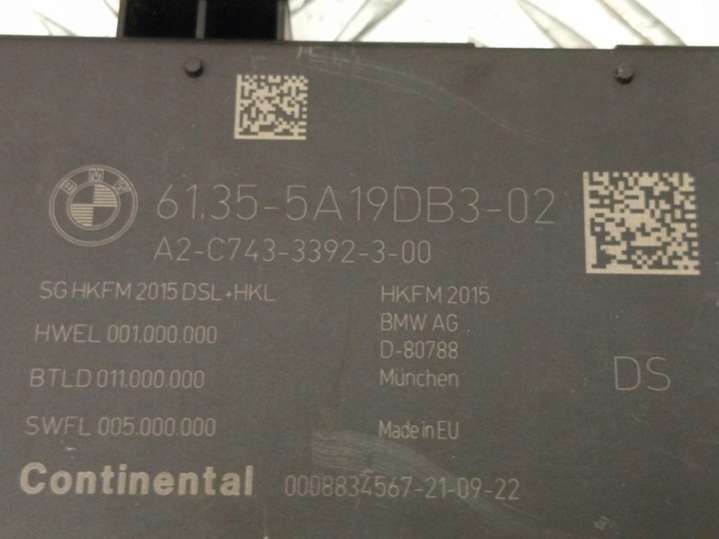 BMW
61.35-5A19DB3-02
A2-C743-3392-3-00
SG HKFM 2015 DSL+HKL
HWEL 001.000.000
BTLD 011.000.000
SWFL 005.000.000
HKFM 2015
BMW AG
D-80788
München
Made in EU
DS
Continental 0008834567-21-09-22